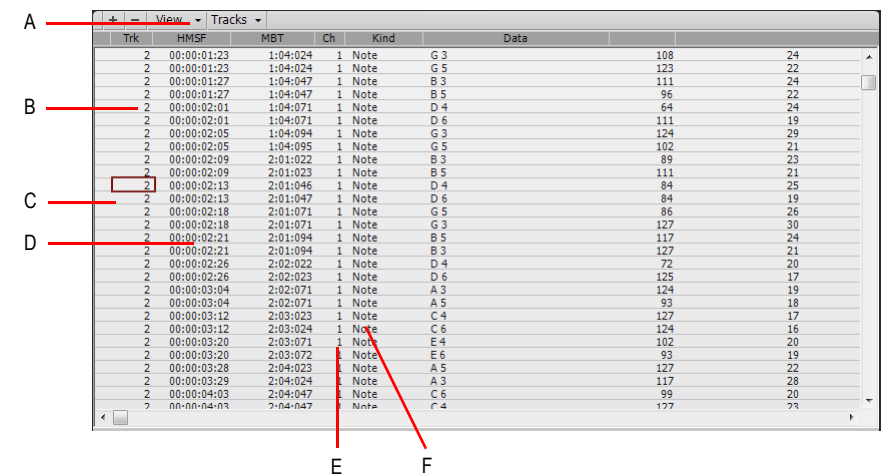 A
+ − View Tracks
Trk HMSF MBT Ch Kind Data
2 00:00:01:23 1:04:024 1 Note G 3 108 24
2 00:00:01:23 1:04:024 1 Note G 5 123 22
2 00:00:01:27 1:04:047 1 Note B 3 111 24
2 00:00:01:27 1:04:047 1 Note B 5 96 22
B
2 00:00:02:01 1:04:071 1 Note D 4 64 24
2 00:00:02:01 1:04:071 1 Note D 6 111 19
2 00:00:02:05 1:04:094 1 Note G 3 124 29
2 00:00:02:05 1:04:095 1 Note G 5 102 21
2 00:00:02:09 2:01:022 1 Note B 3 89 23
2 00:00:02:09 2:01:023 1 Note B 5 111 21
2 00:00:02:13 2:01:046 1 Note D 4 84 25
C
2 00:00:02:13 2:01:047 1 Note D 6 84 19
2 00:00:02:18 2:01:071 1 Note G 5 86 26
2 00:00:02:18 2:01:071 1 Note G 3 127 30
2 00:00:02:21 2:01:094 1 Note B 5 117 24
D
2 00:00:02:21 2:01:094 1 Note B 3 127 21
2 00:00:02:26 2:02:022 1 Note D 4 72 20
2 00:00:02:26 2:02:023 1 Note D 6 125 17
2 00:00:03:04 2:02:071 1 Note A 3 124 19
2 00:00:03:04 2:02:071 1 Note A 5 93 18
2 00:00:03:12 2:03:023 1 Note C 4 127 17
2 00:00:03:12 2:03:024 1 Note C 6 124 16
2 00:00:03:20 2:03:071 1 Note E 4 102 20
2 00:00:03:20 2:03:072 1 Note E 6 93 19
2 00:00:03:28 2:04:023 1 Note A 5 127 22
2 00:00:03:29 2:04:024 1 Note A 3 117 28
2 00:00:04:03 2:04:047 1 Note C 6 99 20
2 00:00:04:03 2:04:047 1 Note C 4 127 23
E F